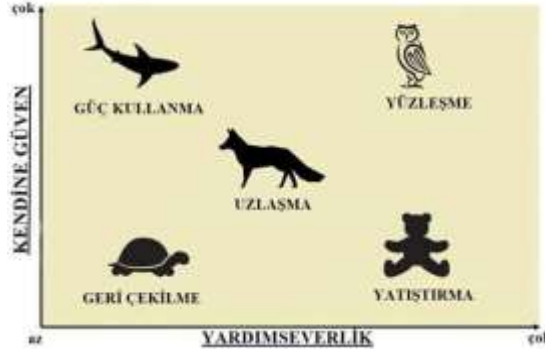 çok
GÜÇ KULLANMA
YÜZLEŞME
KENDİNE GÜVEN
UZLAŞMA
GERİ ÇEKİLME
YATIŞTIRMA
az
YARDIMSEVERLİK
çok